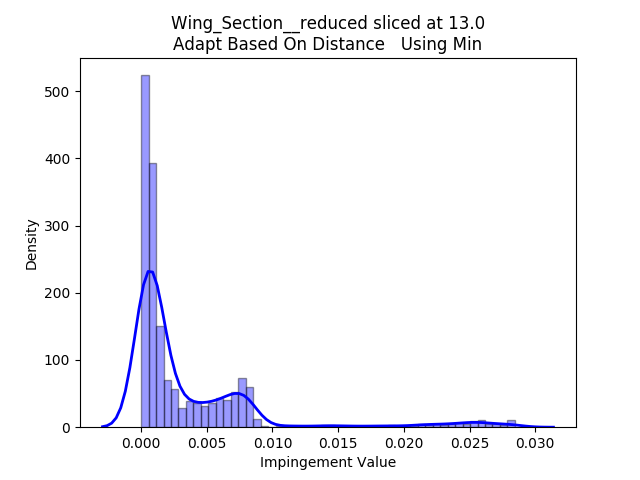 Wing_Section__reduced sliced at 13.0
Adapt Based On Distance   Using Min
500
400
300
200
100
0
Density
0.000 0.005 0.010 0.015 0.020 0.025 0.030
Impingement Value